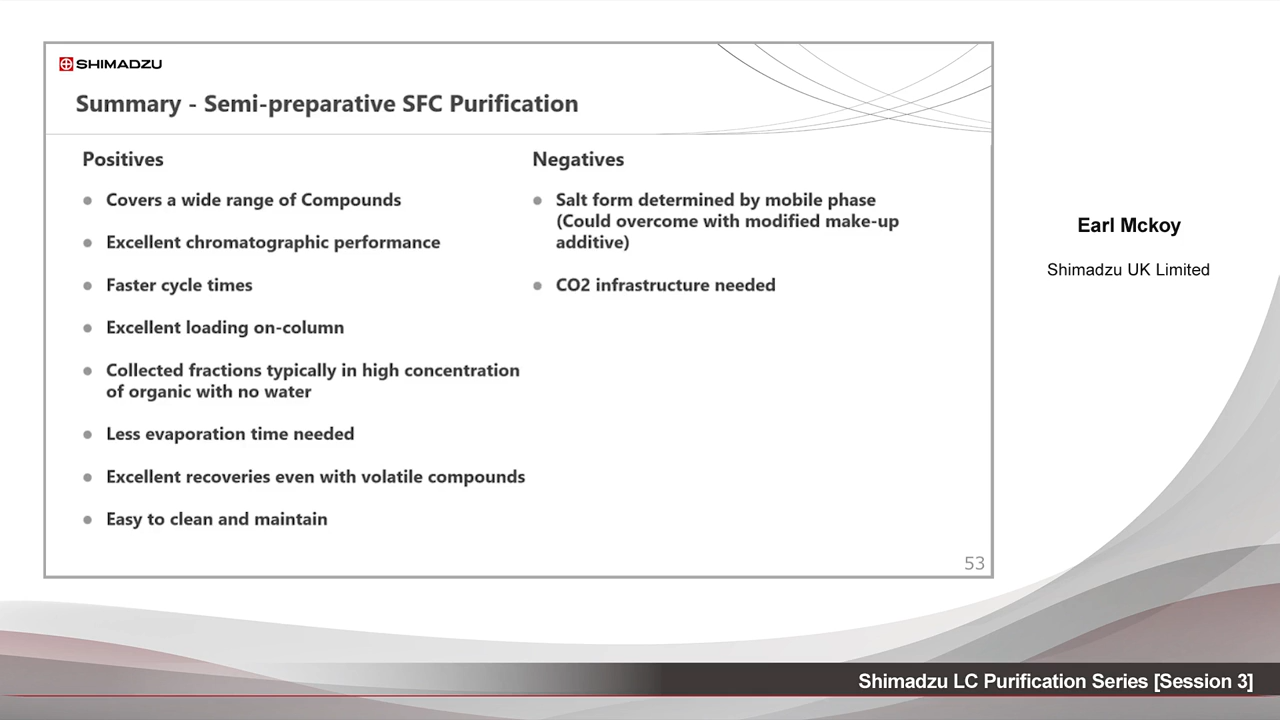 SHIMADZU
Summary - Semi-preparative SFC Purification
Positives
Covers a wide range of Compounds
Excellent chromatographic performance
Faster cycle times
Excellent loading on-column
Collected fractions typically in high concentration
of organic with no water
Less evaporation time needed
Excellent recoveries even with volatile compounds
Easy to clean and maintain
Negatives
Salt form determined by mobile phase
(Could overcome with modified make-up
additive)
CO2 infrastructure needed
53
Earl Mckoy
Shimadzu UK Limited
Shimadzu LC Purification Series [Session 3]